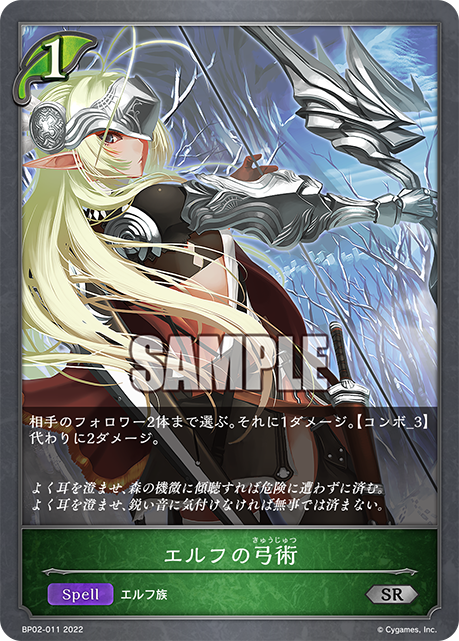 1
SAMPLE
相手のフォロワー2体まで選ぶ。それに1ダメージ。【コンボ_3】
代わりに2ダメージ。
よく耳を澄ませ、森の機微に傾聴すれば危険に遭わずに済む。
よく耳を澄ませ、鋭い音に気付けなければ無事では済まない。
きゅうじゅつ
エルフの弓術
Spell エルフ族 SR
BP02-011 2022 © Cygames, Inc.